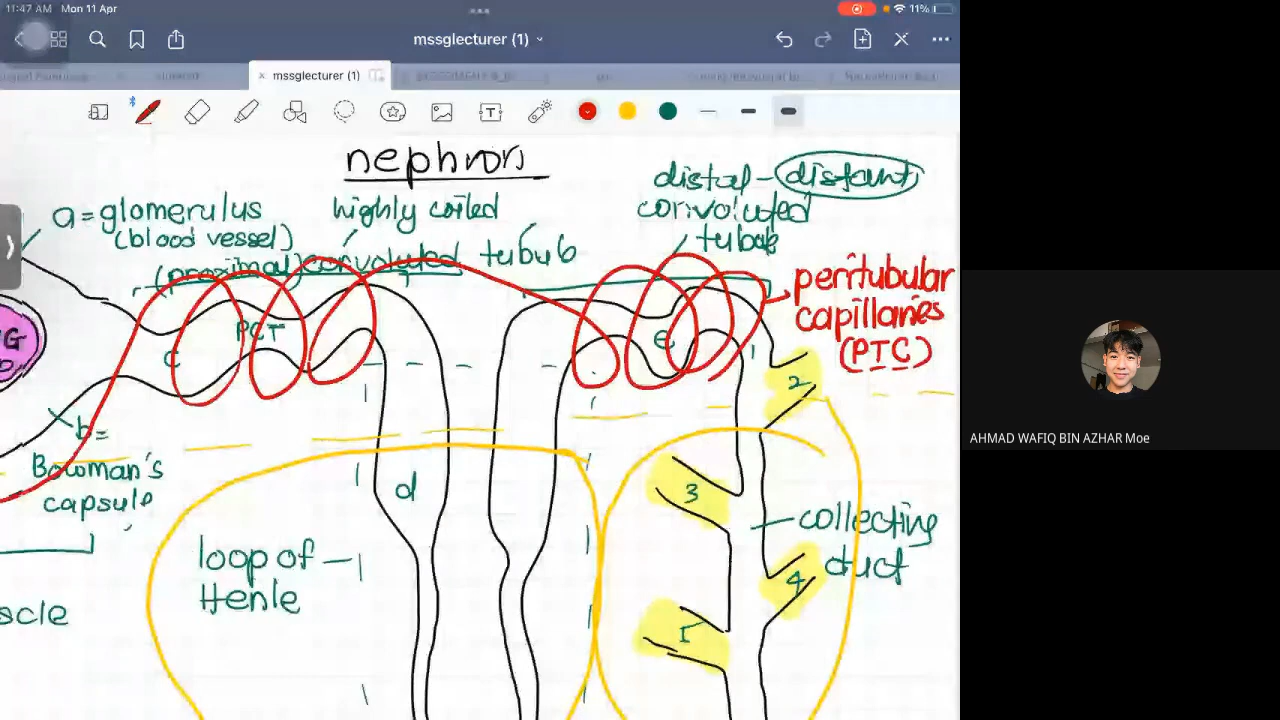 11:47 AM Mon 11 Apr
11%
mssglecturer (1)
mssglecturer (1)
nephron
distal - distant
convoluted
tubule
a = glomerulus
(blood vessel)
highly coiled
(proximal) convoluted tubule
peritubular
capillaries
(PTC)
PCT
C
e
G
2
b =
Bowman's
capsule
d
3
collecting
duct
4
loop of
Henle
5
AHMAD WAFIQ BIN AZHAR Moe